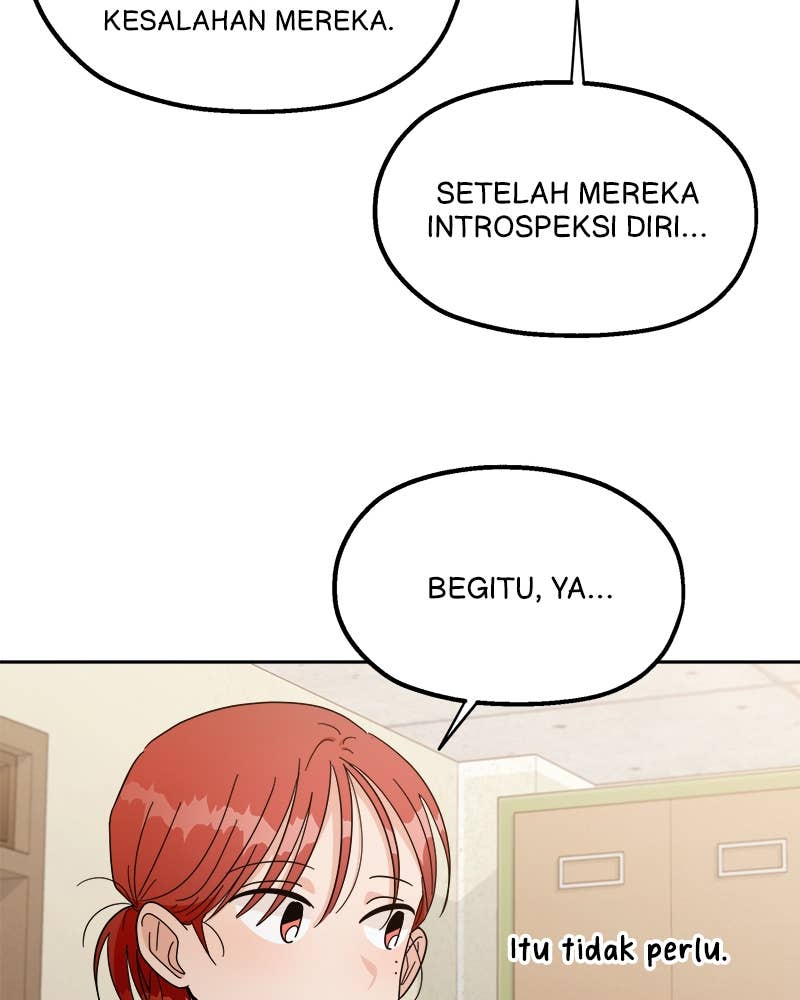 KESALAHAN MEREKA.
SETELAH MEREKA
INTROSPEKSI DIRI...
BEGITU, YA...
Itu tidak perlu.